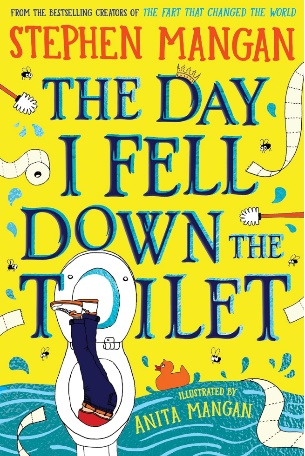 FROM THE BESTSELLING CREATORS OF THE FART THAT CHANGED THE WORLD
STEPHEN MANGAN
THE DAY
I FELL
DOWN THE
TOILET
ILLUSTRATED BY
ANITA MANGAN